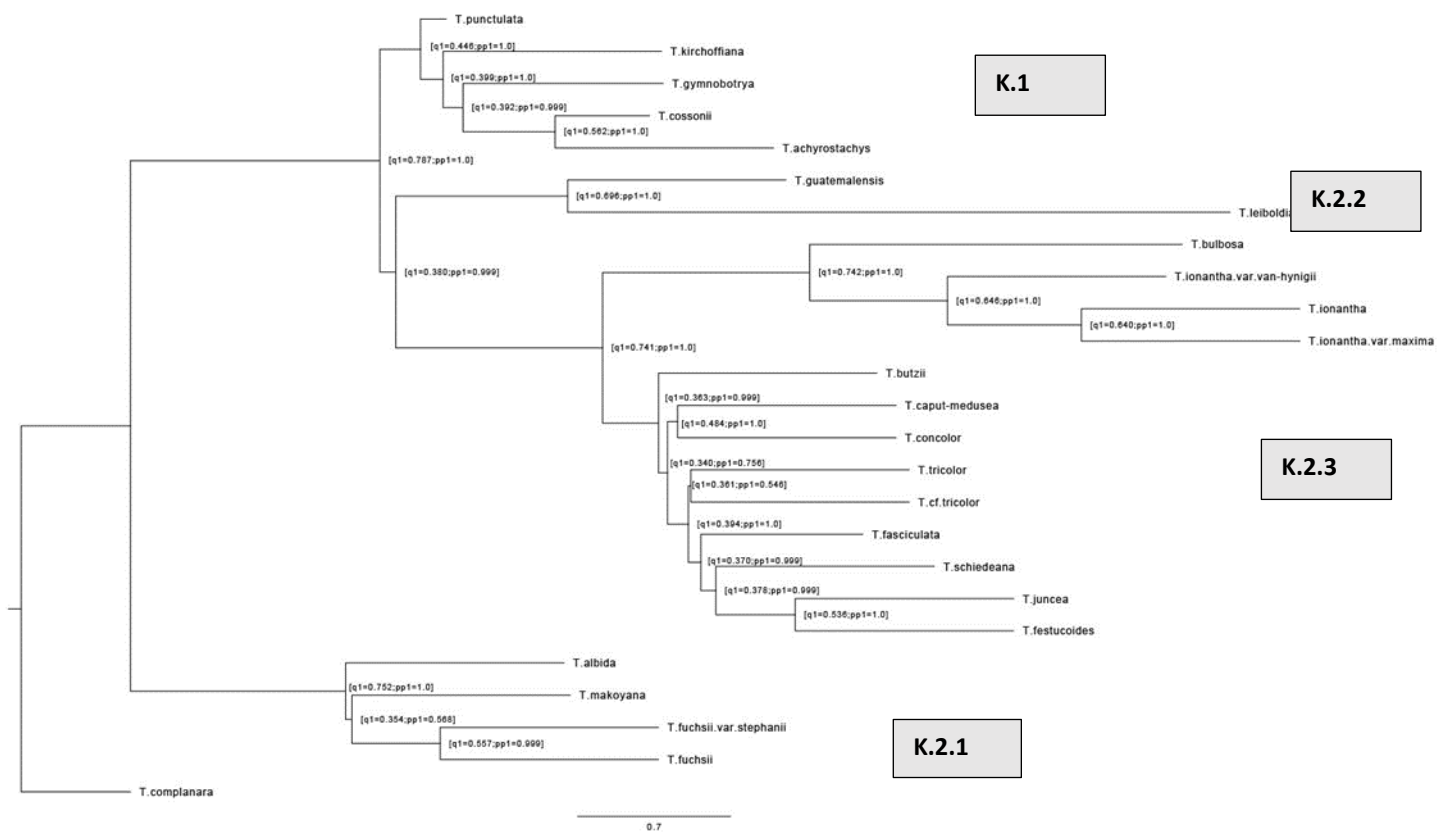 T.punctulata
[q1=0.446;pp1=1.0]
T.kirchoffiana
[q1=0.399;pp1=1.0]
T.gymnobotrya
K.1
[q1=0.392;pp1=0.999]
T.cossonii
[q1=0.562;pp1=1.0]
T.achyrostachys
[q1=0.787;pp1=1.0]
T.guatemalensis
[q1=0.696;pp1=1.0]
K.2.2
T.leiboldi
T.bulbosa
[q1=0.380;pp1=0.999]
[q1=0.742;pp1=1.0]
T.ionantha.var.van-hynigii
[q1=0.646;pp1=1.0]
T.ionantha
[q1=0.640;pp1=1.0]
T.ionantha.var.maxima
[q1=0.741;pp1=1.0]
T.butzii
[q1=0.363;pp1=0.999]
T.caput-medusea
[q1=0.484;pp1=1.0]
T.concolor
[q1=0.340;pp1=0.756]
T.tricolor
K.2.3
[q1=0.361;pp1=0.546]
T.cf.tricolor
[q1=0.394;pp1=1.0]
T.fasciculata
[q1=0.370;pp1=0.999]
T.schiedeana
[q1=0.378;pp1=0.999]
T.juncea
[q1=0.536;pp1=1.0]
T.festucoides
T.albida
[q1=0.752;pp1=1.0]
T.makoyana
[q1=0.354;pp1=0.568]
T.fuchsii.var.stephanii
[q1=0.557;pp1=0.999]
K.2.1
T.fuchsii
T.complanara
0.7